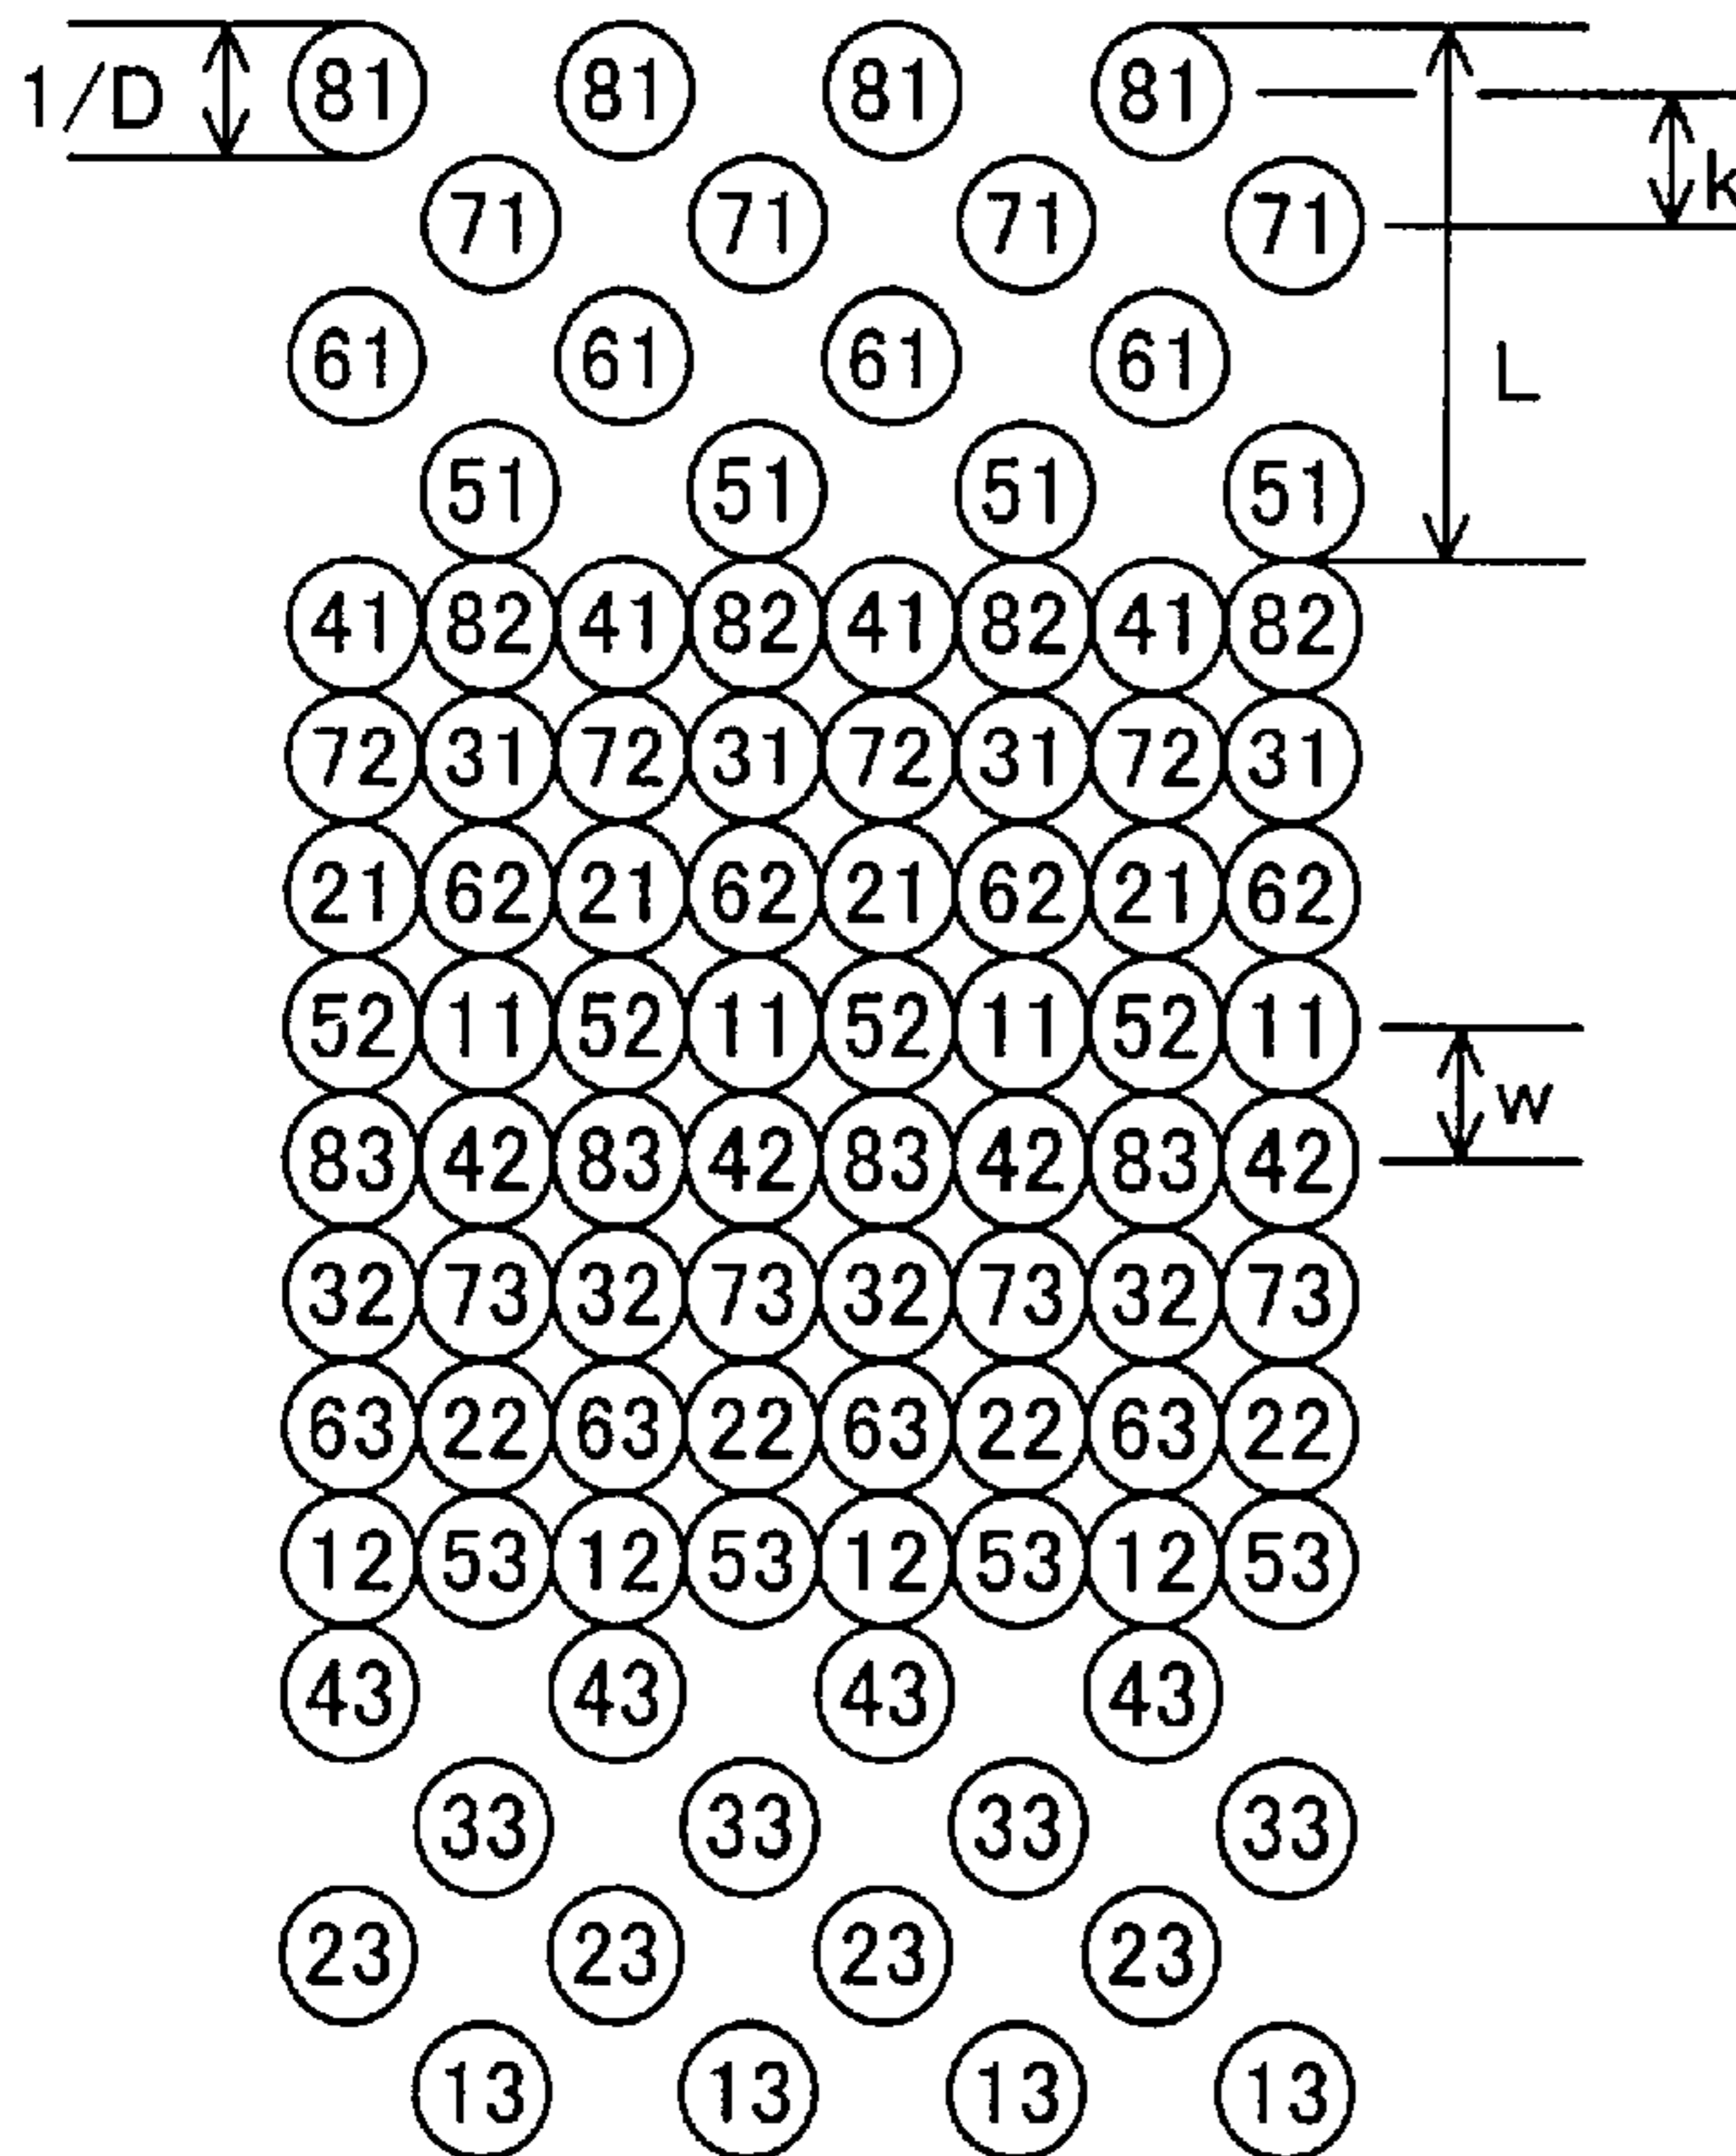 1/D 81 81 81 81
71 71 71 71 k
61 61 61 61 L
51 51 51 51
41 82 41 82 41 82 41 82
72 31 72 31 72 31 72 31
21 62 21 62 21 62 21 62
52 11 52 11 52 11 52 11
83 42 83 42 83 42 83 42 w
32 73 32 73 32 73 32 73
63 22 63 22 63 22 63 22
12 53 12 53 12 53 12 53
43 43 43 43
33 33 33 33
23 23 23 23
13 13 13 13